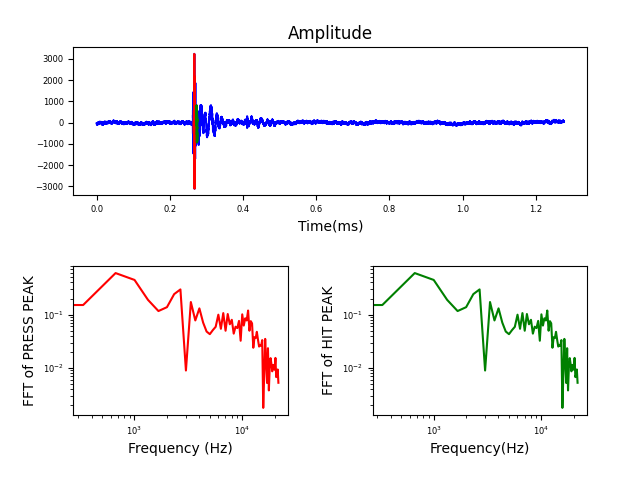 Amplitude
3000
2000
1000
0
−1000
−2000
−3000
0.0 0.2 0.4 0.6 0.8 1.0 1.2
Time(ms)
FFT of PRESS PEAK
10⁻¹
10⁻²
10³ 10⁴
Frequency (Hz)
FFT of HIT PEAK
10⁻¹
10⁻²
10³ 10⁴
Frequency(Hz)